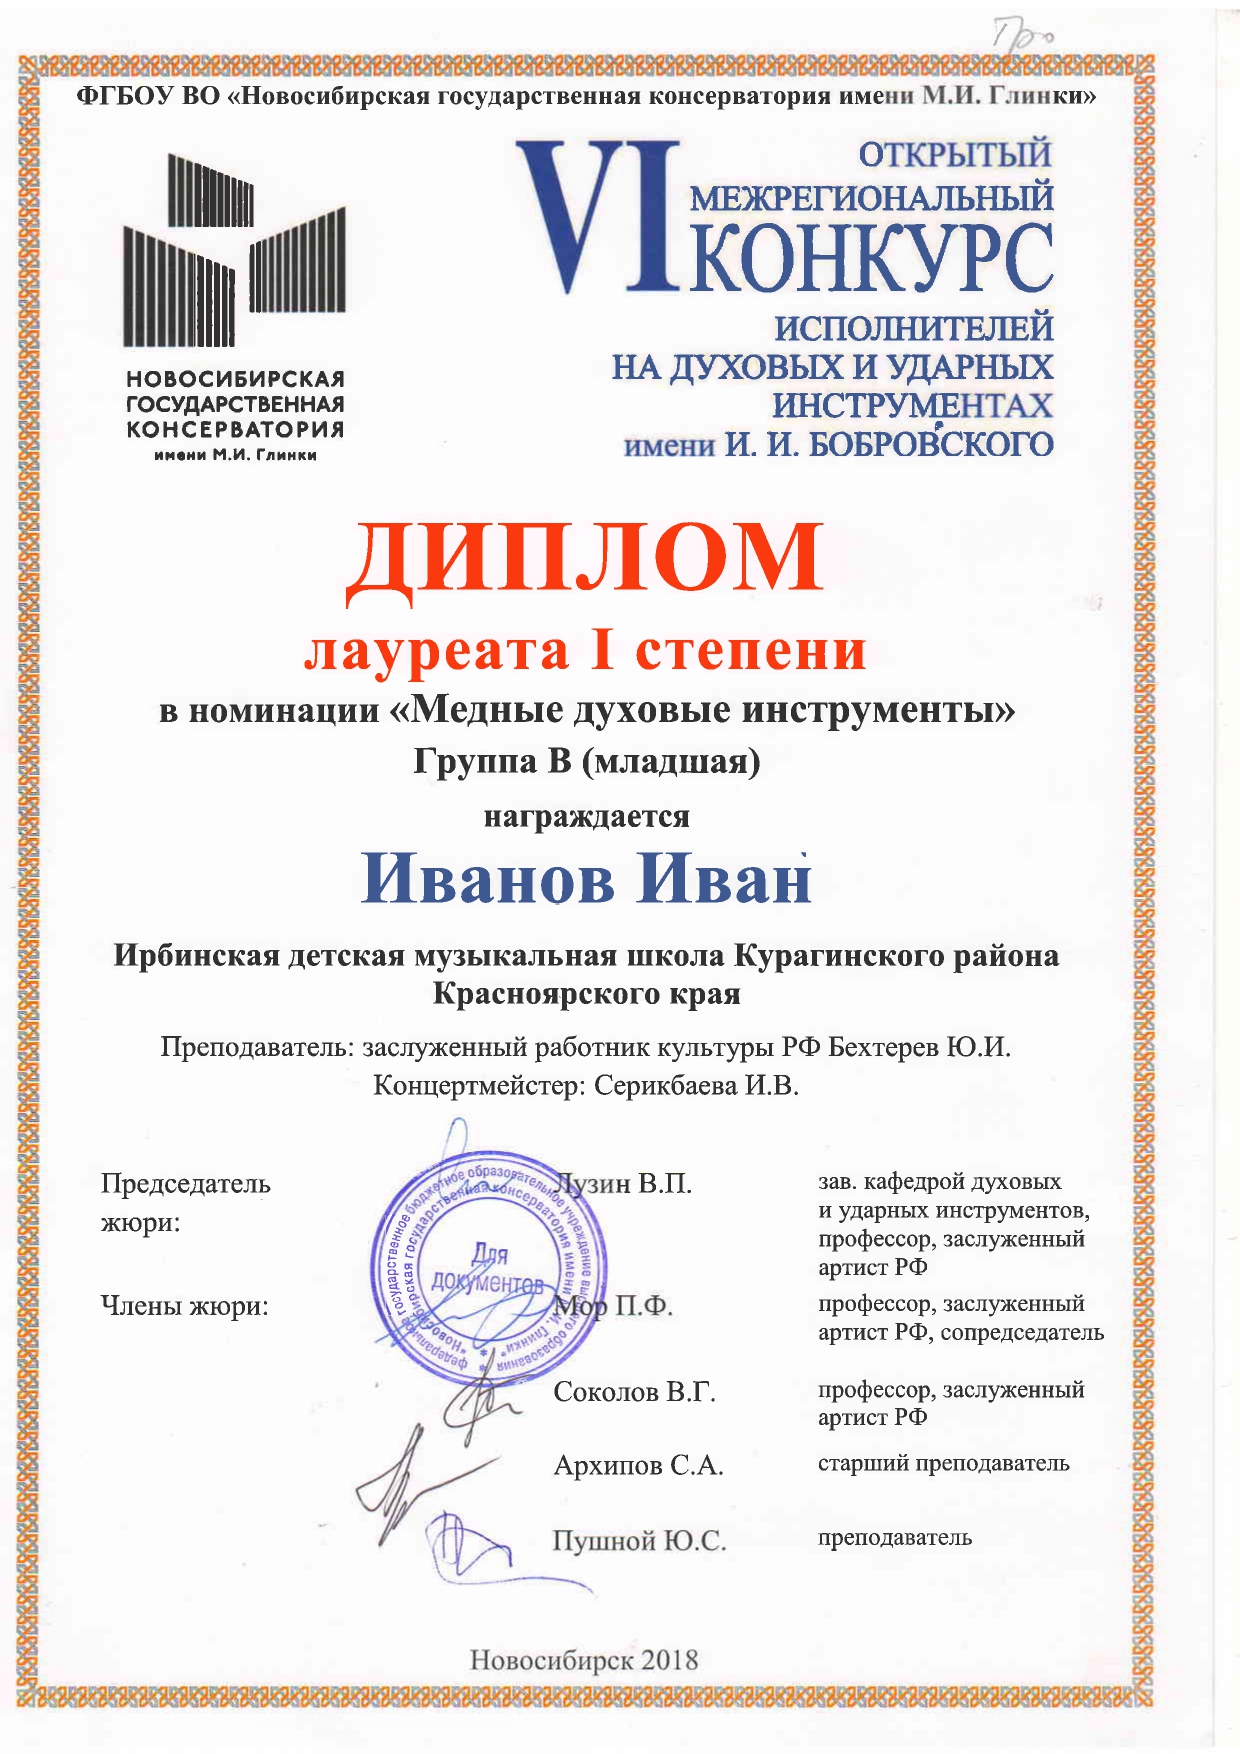 Про
ФГБОУ ВО «Новосибирская государственная консерватория имени М.И. Глинки»
НОВОСИБИРСКАЯ
ГОСУДАРСТВЕННАЯ
КОНСЕРВАТОРИЯ
имени М.И. Глинки
VI
ОТКРЫТЫЙ
МЕЖРЕГИОНАЛЬНЫЙ
КОНКУРС
ИСПОЛНИТЕЛЕЙ
НА ДУХОВЫХ И УДАРНЫХ
ИНСТРУМЕНТАХ
имени И. И. БОБРОВСКОГО
ДИПЛОМ
лауреата I степени
в номинации «Медные духовые инструменты»
Группа В (младшая)
награждается
Иванов Иван
Ирбинская детская музыкальная школа Курагинского района
Красноярского края
Преподаватель: заслуженный работник культуры РФ Бехтерев Ю.И.
Концертмейстер: Серикбаева И.В.
Председатель
жюри:
Лузин В.П.
зав. кафедрой духовых
и ударных инструментов,
профессор, заслуженный
артист РФ
Члены жюри:
Мор П.Ф.
профессор, заслуженный
артист РФ, сопредседатель
Соколов В.Г.
профессор, заслуженный
артист РФ
Архипов С.А.
старший преподаватель
Пушной Ю.С.
преподаватель
федеральное государственное бюджетное образовательное учреждение высшего образования
«Новосибирская государственная консерватория имени М.И. Глинки»
Для
документов
Новосибирск 2018